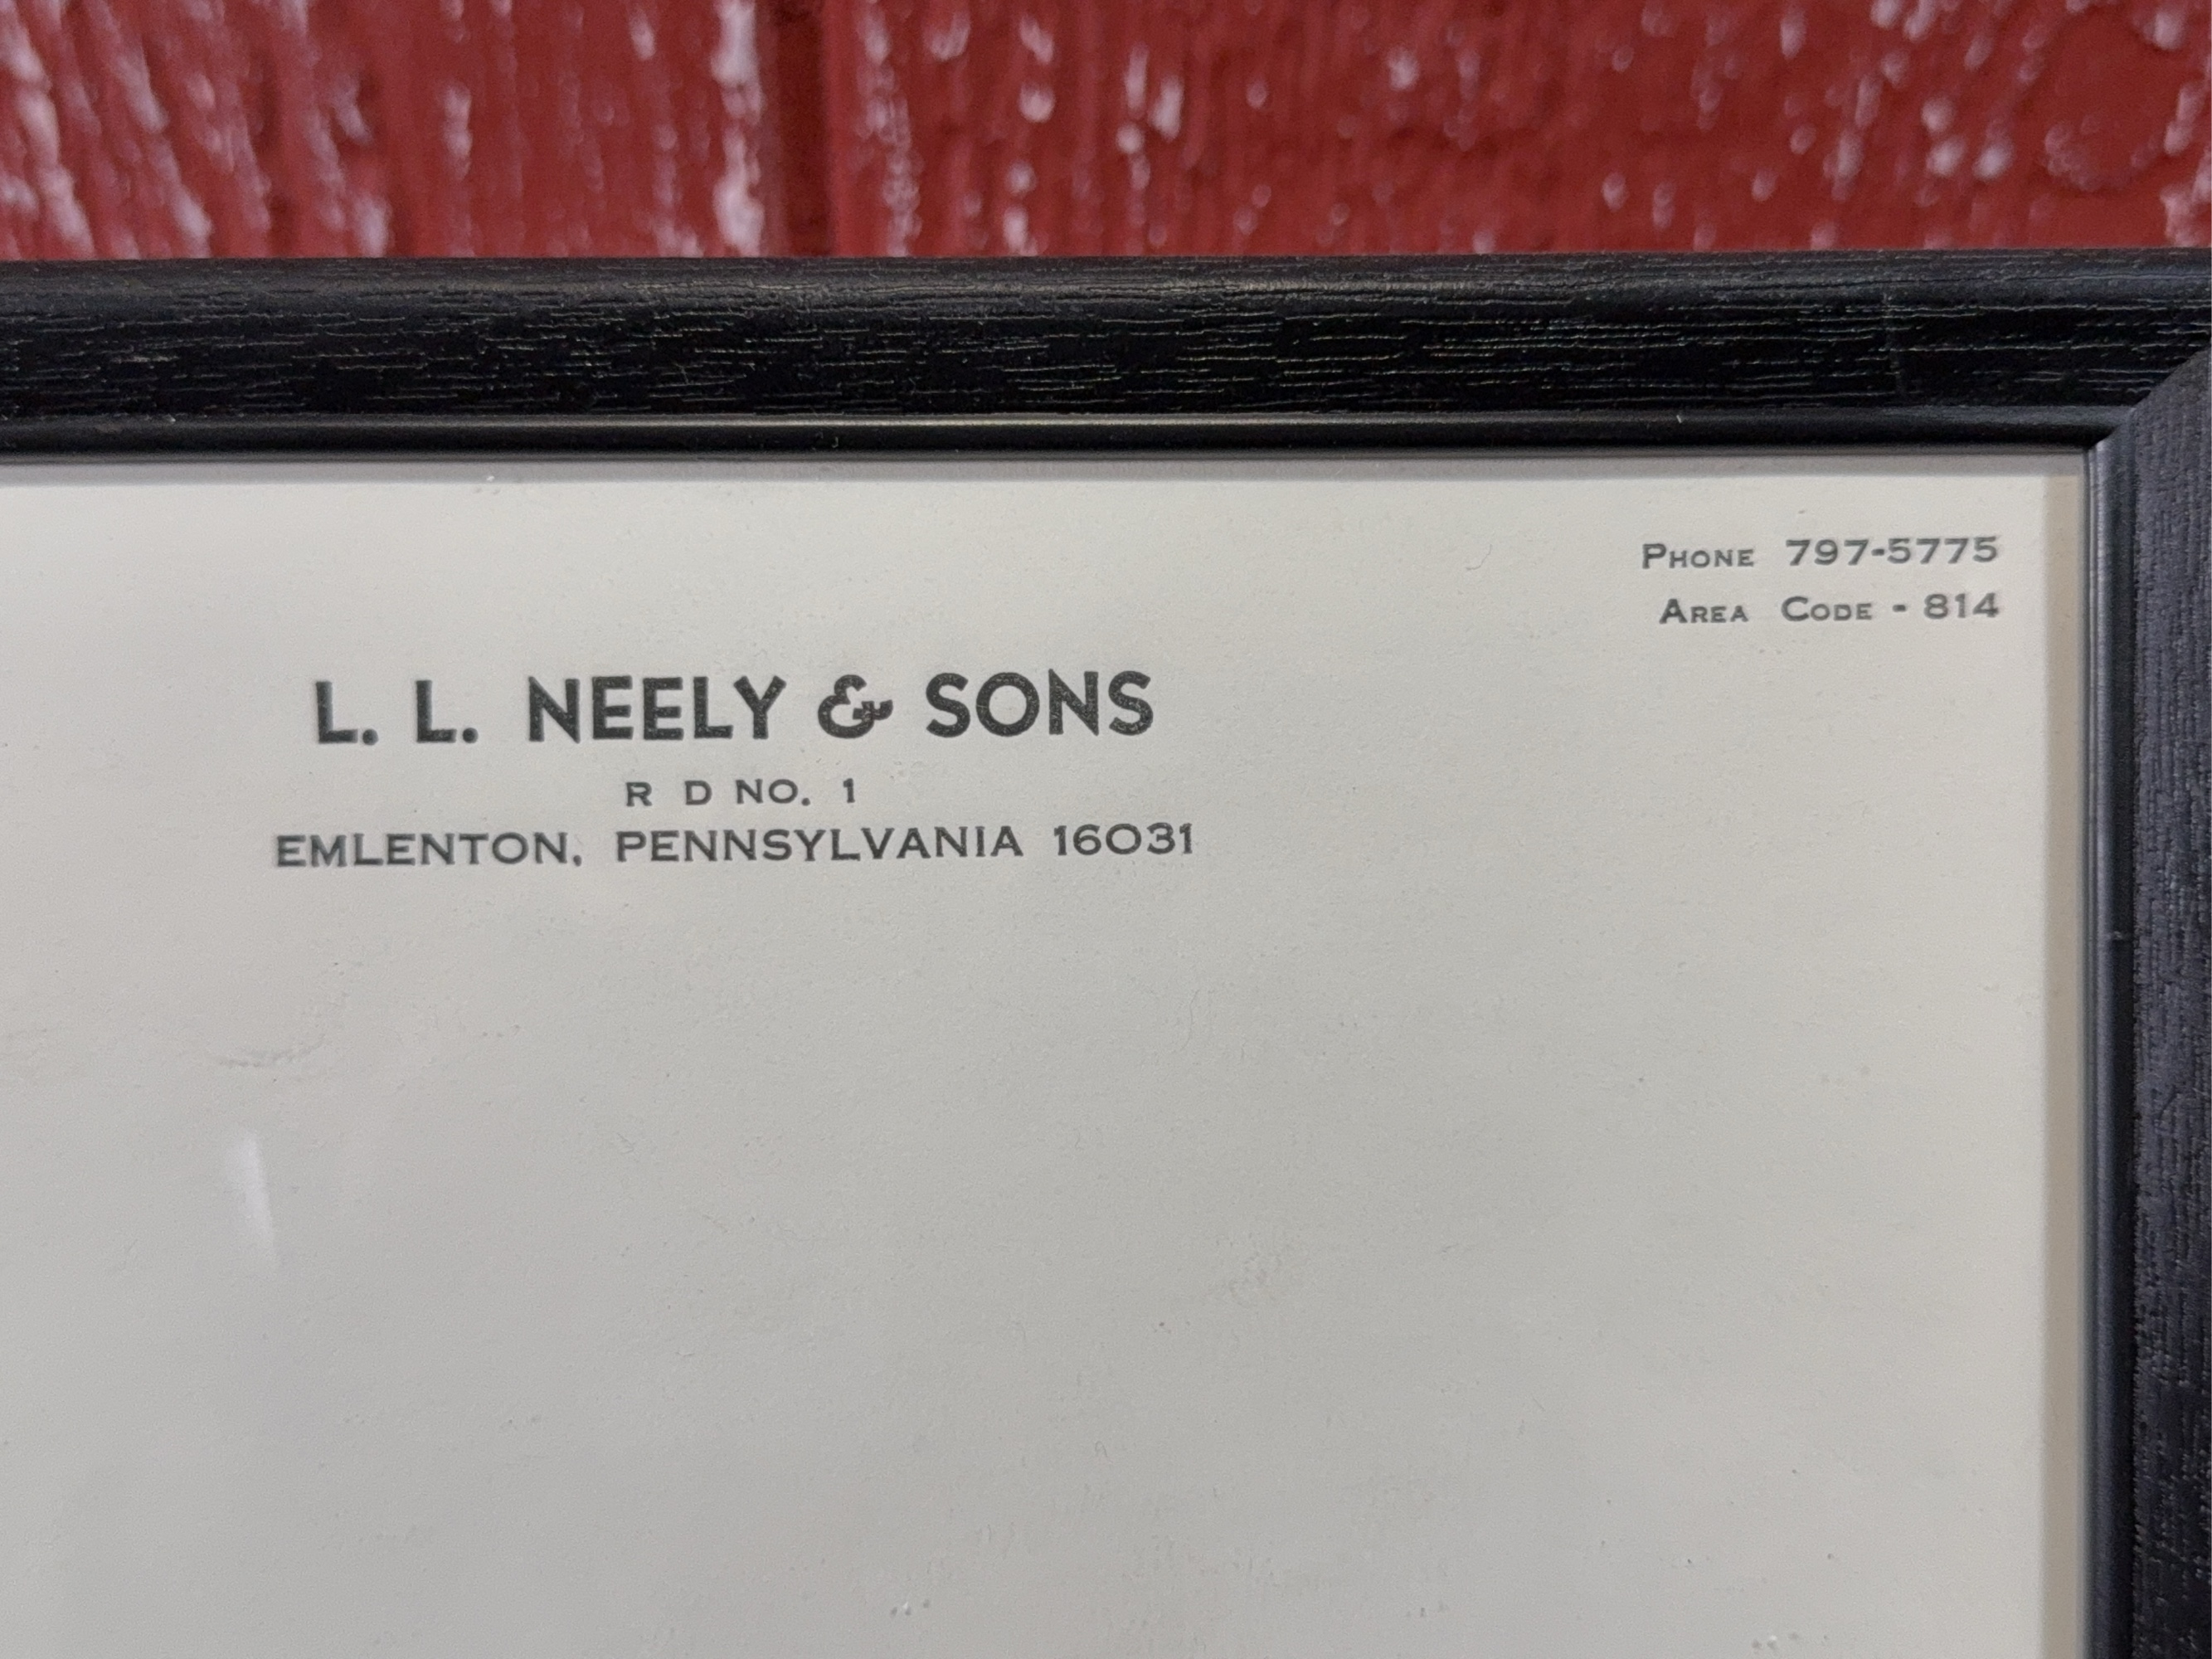 Phone 797-5775
Area Code - 814
L. L. NEELY & SONS
R D NO. 1
EMLENTON, PENNSYLVANIA 16031